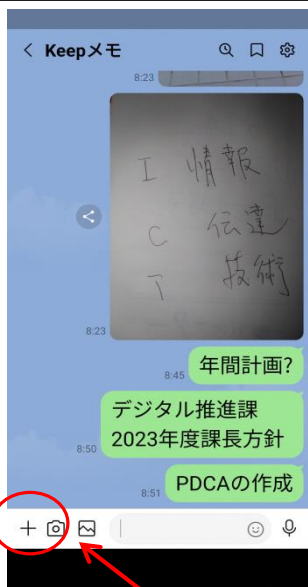 Keepメモ
8:23
I 情報
C 伝達
T 技術
8:23
年間計画?
8:45
デジタル推進課
2023年度課長方針
8:50
PDCAの作成
8:51